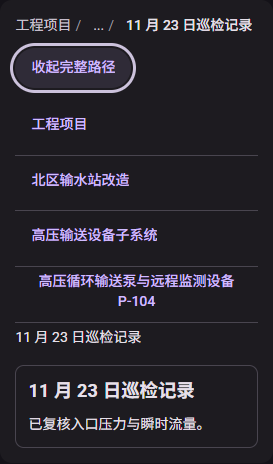 工程项目 / ... / 11 月 23 日巡检记录
收起完整路径
工程项目
北区输水站改造
高压输送设备子系统
高压循环输送泵与远程监测设备
P-104
11 月 23 日巡检记录
11 月 23 日巡检记录
已复核入口压力与瞬时流量。